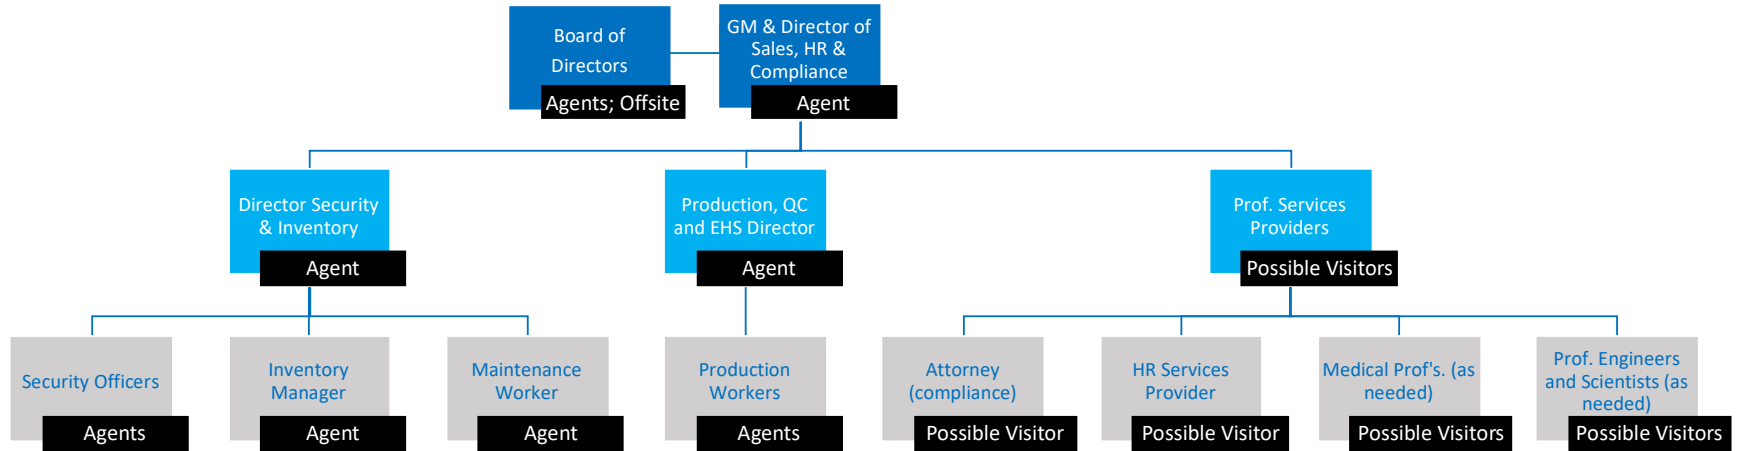 Board of
Directors
Agents; Offsite
GM & Director of
Sales, HR &
Compliance
Agent
Director Security
& Inventory
Agent
Production, QC
and EHS Director
Agent
Prof. Services
Providers
Possible Visitors
Security Officers
Agents
Inventory
Manager
Agent
Maintenance
Worker
Agent
Production
Workers
Agents
Attorney
(compliance)
Possible Visitor
HR Services
Provider
Possible Visitor
Medical Prof's. (as
needed)
Possible Visitors
Prof. Engineers
and Scientists (as
needed)
Possible Visitors